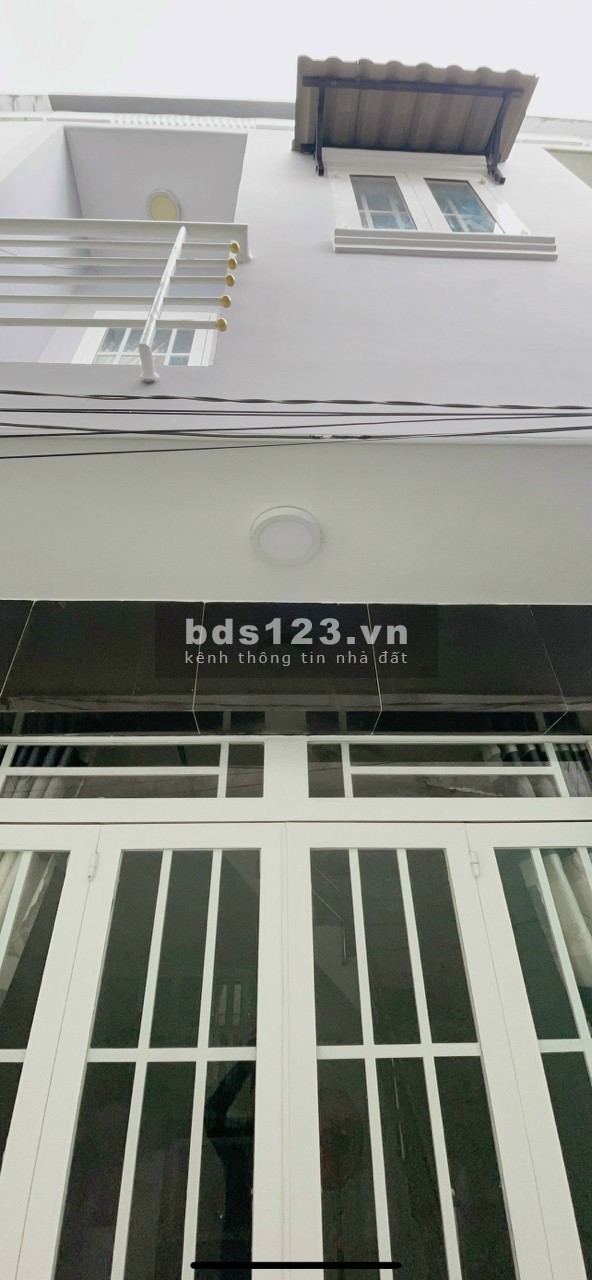 bds123.vn
kênh thông tin nhà đất